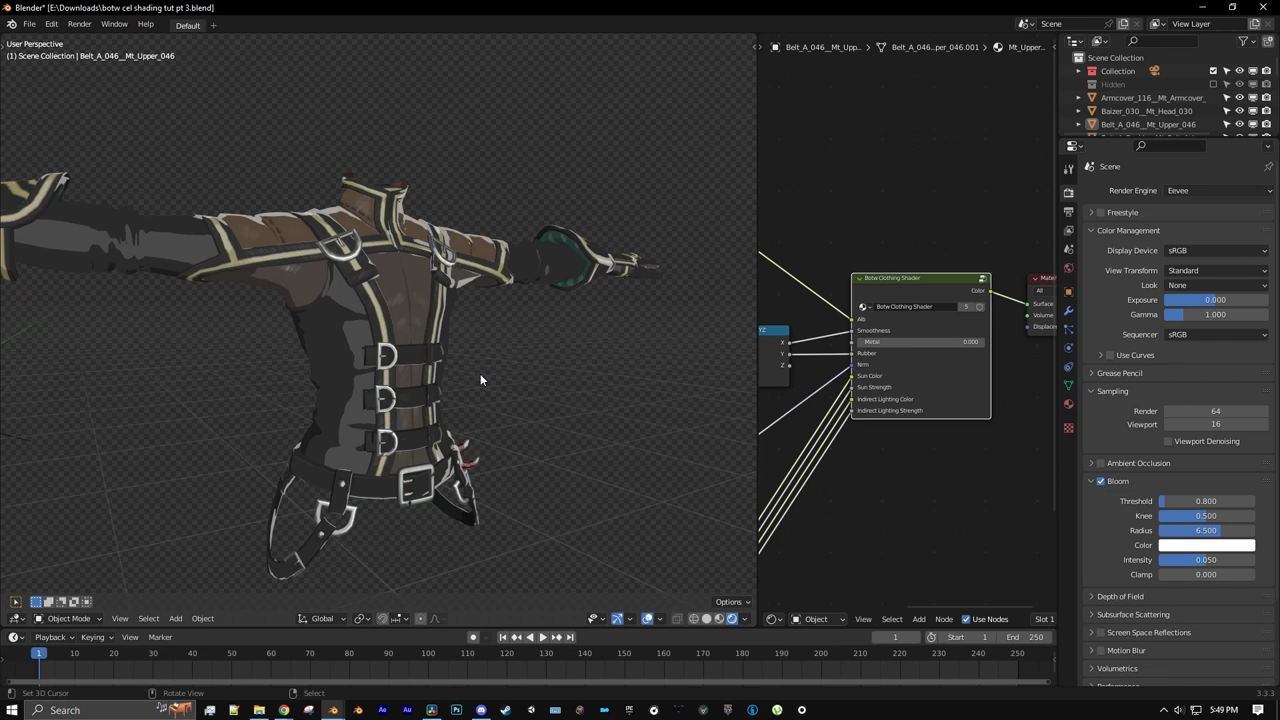 Blender* [E:\Downloads\botw cel shading tut pt 3.blend]
File Edit Render Window Help Default Scene View Layer
User Perspective
(1) Scene Collection | Belt_A_046__Mt_Upper_046
Belt_A_046__Mt_Upp... Belt_A_046...per_046.001 Mt_Upper...
Scene Collection
Collection
Hidden
Armcover_116__Mt_Armcover_
Baizer_030__Mt_Head_030
Belt_A_046__Mt_Upper_046
Scene
Render Engine Eevee
Freestyle
Color Management
Display Device sRGB
View Transform Standard
Look None
Exposure 0.000
Gamma 1.000
Sequencer sRGB
Use Curves
Grease Pencil
Sampling
Render 64
Viewport 16
Viewport Denoising
Ambient Occlusion
Bloom
Threshold 0.800
Knee 0.500
Radius 6.500
Color
Intensity 0.050
Clamp 0.000
Depth of Field
Subsurface Scattering
Screen Space Reflections
Motion Blur
Volumetrics
Botw Clothing Shader
Color
Botw Clothing Shader 5
Alb
Smoothness
Metal 0.000
Rubber
Nrm
Sun Color
Sun Strength
Indirect Lighting Color
Indirect Lighting Strength
YZ
X
Y
Z
Mater
All
Surface
Volume
Displace
Options
Object Mode View Select Add Object Global
Object View Select Add Node Use Nodes Slot 1
Playback Keying View Marker 1 Start 1 End 250
1 10 20 30 40 50 60 70 80 90 100 110 120 130 140 150 160 170 180 190 200 210 220 230 240 250
Set 3D Cursor Rotate View Select 3.3.3
Search Ae Au Ps 5:49 PM